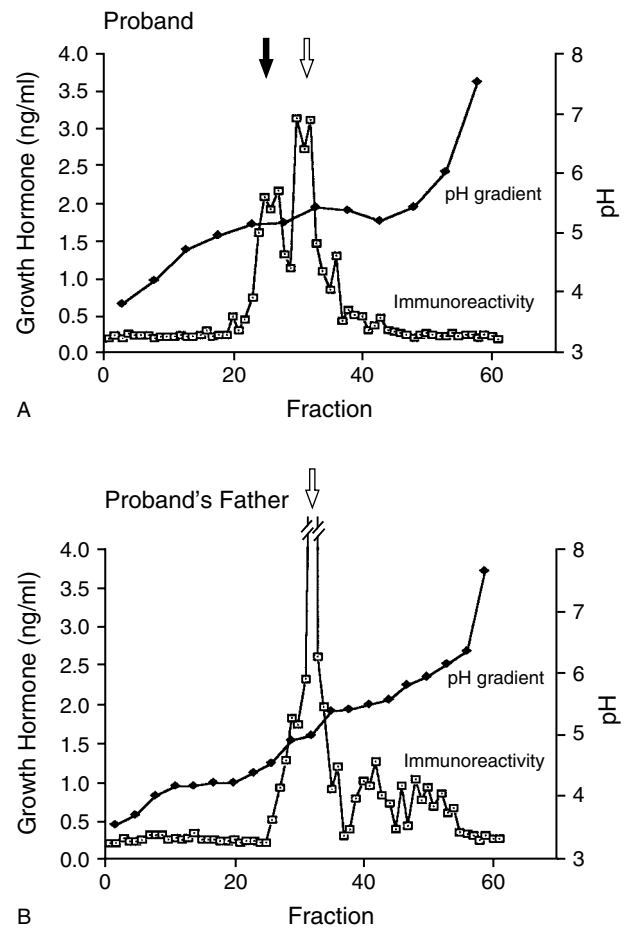 Proband
Growth Hormone (ng/ml)
4.0
3.5
3.0
2.5
2.0
1.5
1.0
0.5
0.0
8
7
6
5
4
3
pH
pH gradient
Immunoreactivity
0 20 40 60
Fraction
A
Proband's Father
Growth Hormone (ng/ml)
4.0
3.5
3.0
2.5
2.0
1.5
1.0
0.5
0.0
8
7
6
5
4
3
pH
pH gradient
Immunoreactivity
0 20 40 60
Fraction
B